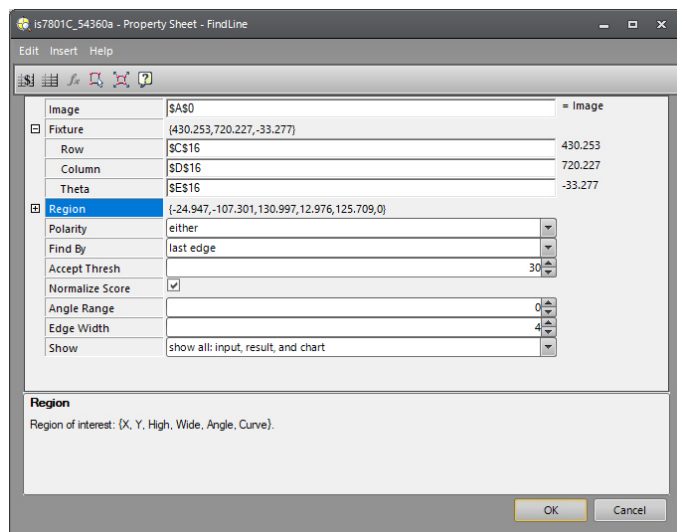 is7801C_54360a - Property Sheet - FindLine
Edit Insert Help
Image $A$0 = Image
Fixture {430.253,720.227,-33.277}
Row $C$16 430.253
Column $D$16 720.227
Theta $E$16 -33.277
Region {-24.947,-107.301,130.997,12.976,125.709,0}
Polarity either
Find By last edge
Accept Thresh 30
Normalize Score
Angle Range 0
Edge Width 4
Show show all: input, result, and chart
Region
Region of interest: {X, Y, High, Wide, Angle, Curve}.
OK Cancel